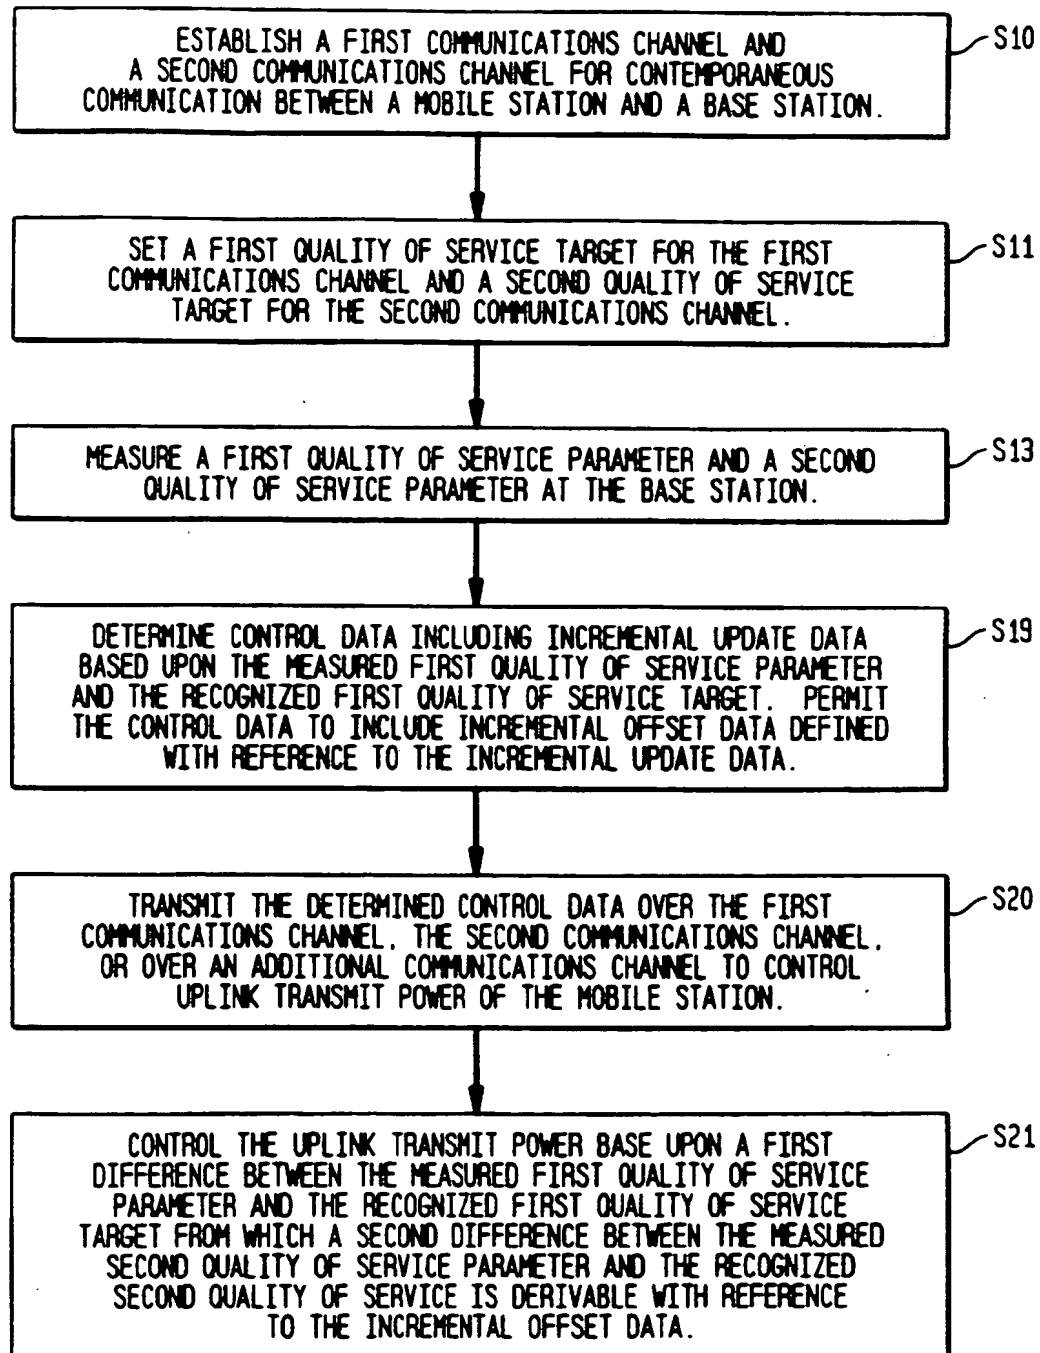 ESTABLISH A FIRST COMMUNICATIONS CHANNEL AND
A SECOND COMMUNICATIONS CHANNEL FOR CONTEMPORANEOUS
COMMUNICATION BETWEEN A MOBILE STATION AND A BASE STATION.
S10
SET A FIRST QUALITY OF SERVICE TARGET FOR THE FIRST
COMMUNICATIONS CHANNEL AND A SECOND QUALITY OF SERVICE
TARGET FOR THE SECOND COMMUNICATIONS CHANNEL.
S11
MEASURE A FIRST QUALITY OF SERVICE PARAMETER AND A SECOND
QUALITY OF SERVICE PARAMETER AT THE BASE STATION.
S13
DETERMINE CONTROL DATA INCLUDING INCREMENTAL UPDATE DATA
BASED UPON THE MEASURED FIRST QUALITY OF SERVICE PARAMETER
AND THE RECOGNIZED FIRST QUALITY OF SERVICE TARGET. PERMIT
THE CONTROL DATA TO INCLUDE INCREMENTAL OFFSET DATA DEFINED
WITH REFERENCE TO THE INCREMENTAL UPDATE DATA.
S19
TRANSMIT THE DETERMINED CONTROL DATA OVER THE FIRST
COMMUNICATIONS CHANNEL, THE SECOND COMMUNICATIONS CHANNEL,
OR OVER AN ADDITIONAL COMMUNICATIONS CHANNEL TO CONTROL
UPLINK TRANSMIT POWER OF THE MOBILE STATION.
S20
CONTROL THE UPLINK TRANSMIT POWER BASE UPON A FIRST
DIFFERENCE BETWEEN THE MEASURED FIRST QUALITY OF SERVICE
PARAMETER AND THE RECOGNIZED FIRST QUALITY OF SERVICE
TARGET FROM WHICH A SECOND DIFFERENCE BETWEEN THE MEASURED
SECOND QUALITY OF SERVICE PARAMETER AND THE RECOGNIZED
SECOND QUALITY OF SERVICE IS DERIVABLE WITH REFERENCE
TO THE INCREMENTAL OFFSET DATA.
S21